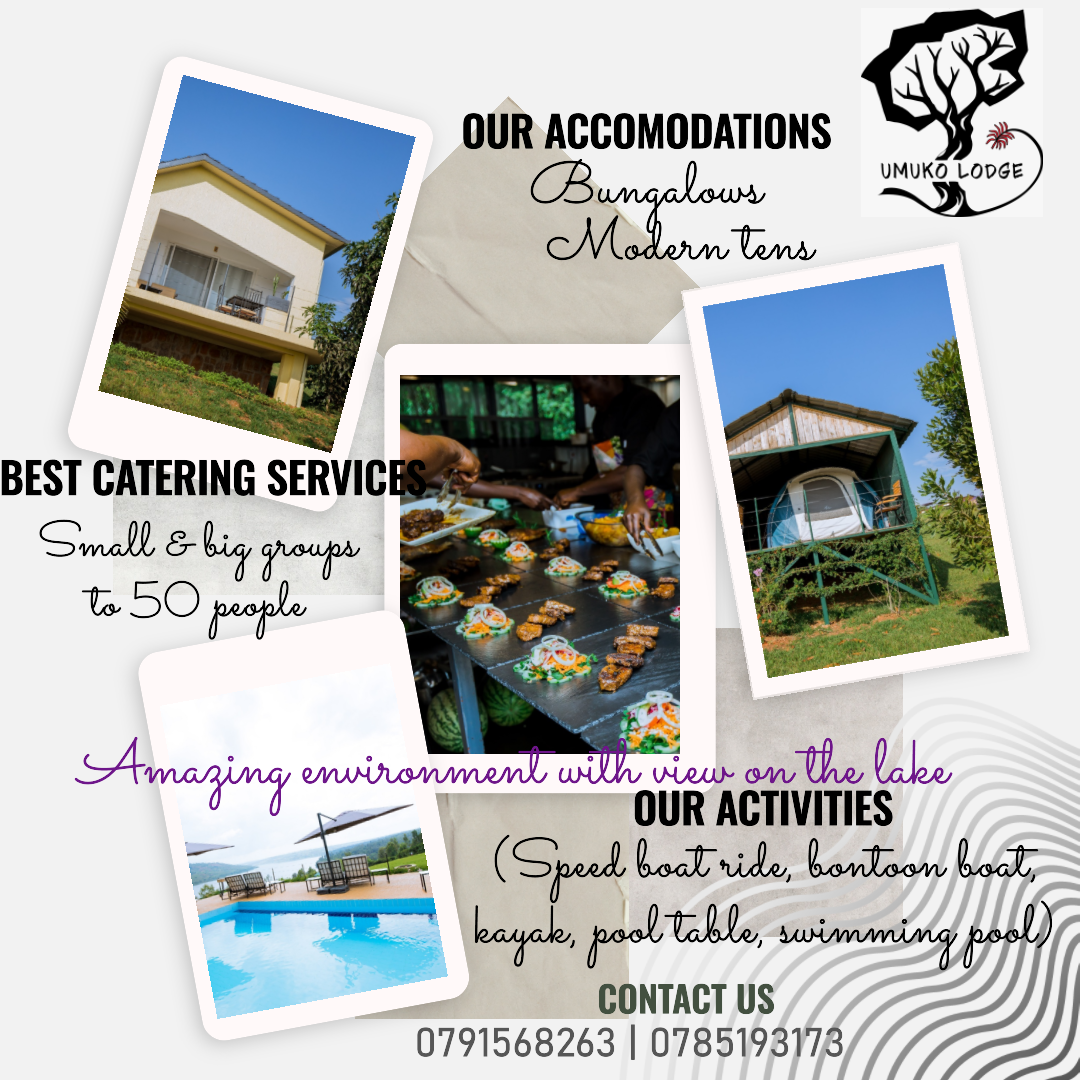 UMUKO LODGE
OUR ACCOMODATIONS
Bungalows
Modern tens
BEST CATERING SERVICES
Small & big groups
to 50 people
Amazing environment with view on the lake
OUR ACTIVITIES
(Speed boat ride, bontoon boat,
kayak, pool table, swimming pool)
CONTACT US
0791568263 | 0785193173